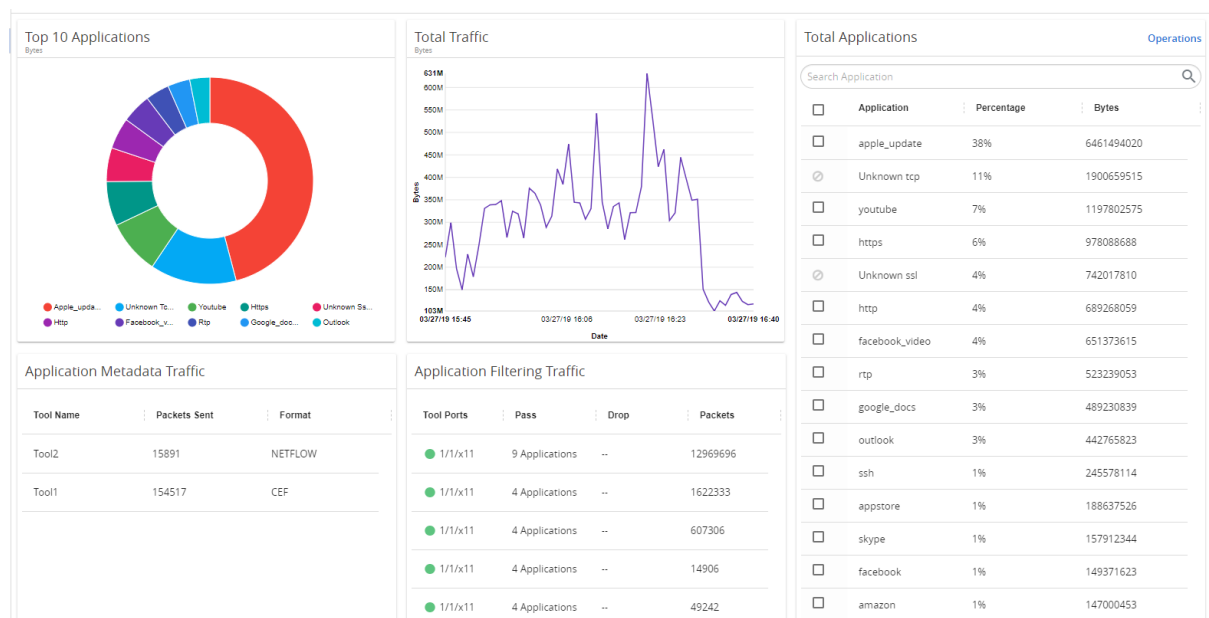 Top 10 Applications
Bytes
Apple_upda... Unknown Tc... Youtube Https Unknown Ss...
Http Facebook_v... Rtp Google_doc... Outlook
Total Traffic
Bytes
631M
600M
550M
500M
450M
400M
350M
300M
250M
200M
150M
103M
Bytes
03/27/19 15:45 03/27/19 16:06 03/27/19 16:23 03/27/19 16:40
Date
Total Applications Operations
Search Application
Application Percentage Bytes
apple_update 38% 6461494020
Unknown tcp 11% 1900659515
youtube 7% 1197802575
https 6% 978088688
Unknown ssl 4% 742017810
http 4% 689268059
facebook_video 4% 651373615
rtp 3% 523239053
google_docs 3% 489230839
outlook 3% 442765823
ssh 1% 245578114
appstore 1% 188637526
skype 1% 157912344
facebook 1% 149371623
amazon 1% 147000453
Application Metadata Traffic
Tool Name Packets Sent Format
Tool2 15891 NETFLOW
Tool1 154517 CEF
Application Filtering Traffic
Tool Ports Pass Drop Packets
1/1/x11 9 Applications -- 12969696
1/1/x11 4 Applications -- 1622333
1/1/x11 4 Applications -- 607306
1/1/x11 4 Applications -- 14906
1/1/x11 4 Applications -- 49242